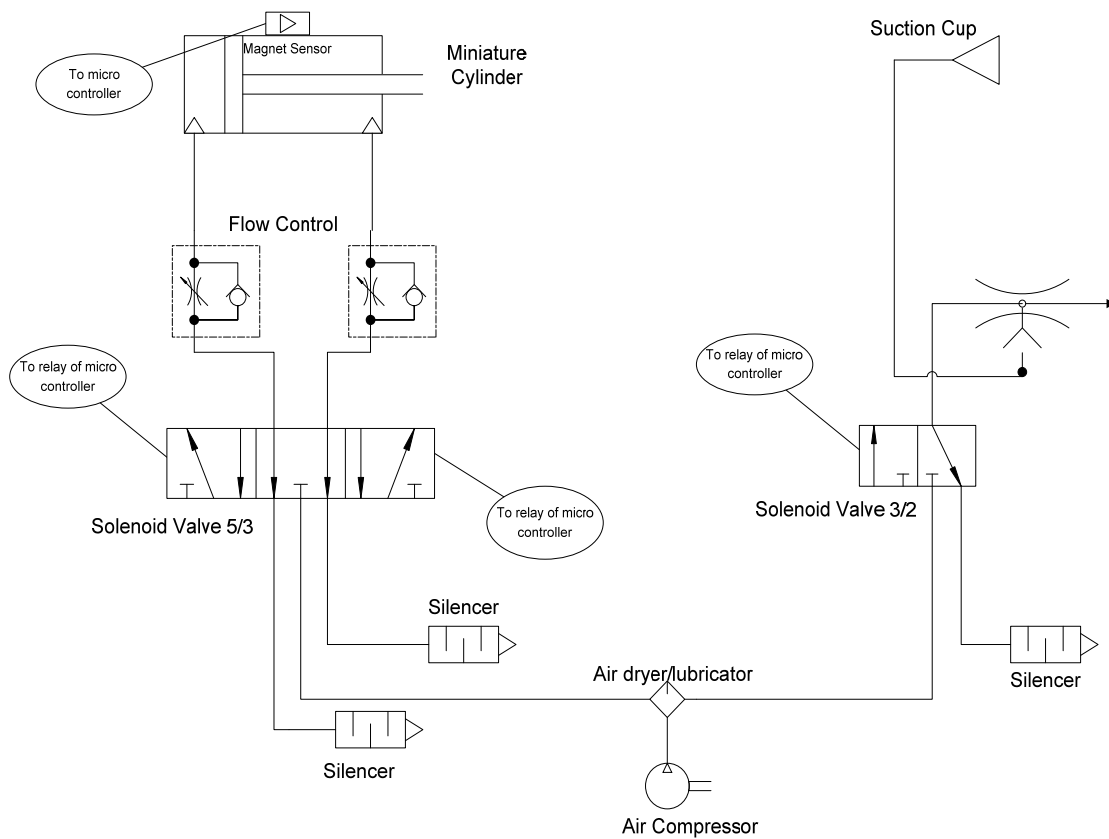 Magnet Sensor
Miniature
Cylinder
To micro
controller
Suction Cup
Flow Control
To relay of micro
controller
To relay of micro
controller
Solenoid Valve 5/3
To relay of micro
controller
Solenoid Valve 3/2
Silencer
Air dryer/lubricator
Silencer
Silencer
Air Compressor